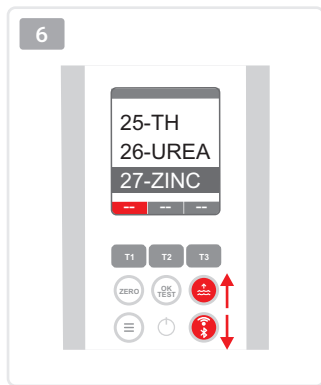 6
25-TH
26-UREA
27-ZINC
-- -- --
T1 T2 T3
ZERO
OK
TEST